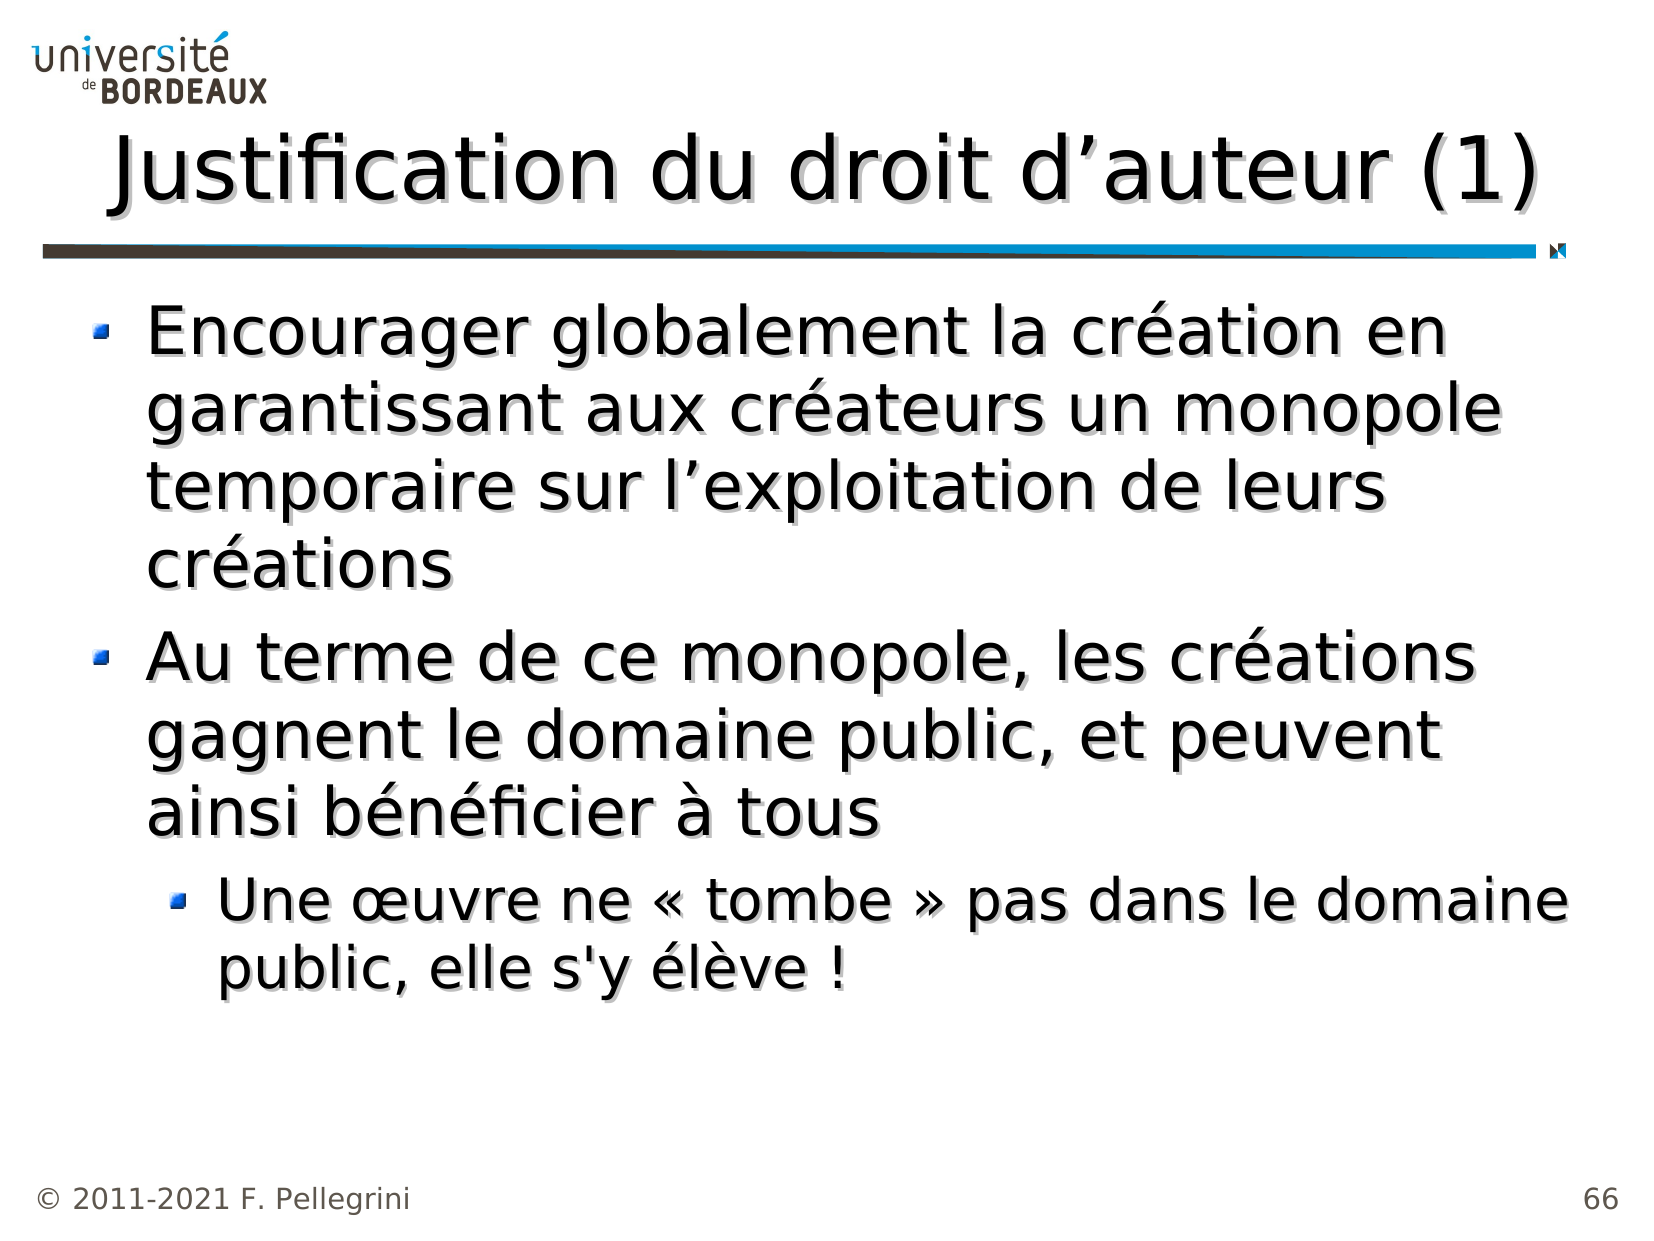 université
de BORDEAUX
Justification du droit d’auteur (1)
Encourager globalement la création en
garantissant aux créateurs un monopole
temporaire sur l’exploitation de leurs
créations
Au terme de ce monopole, les créations
gagnent le domaine public, et peuvent
ainsi bénéficier à tous
Une œuvre ne « tombe » pas dans le domaine
public, elle s'y élève !
© 2011-2021 F. Pellegrini
66